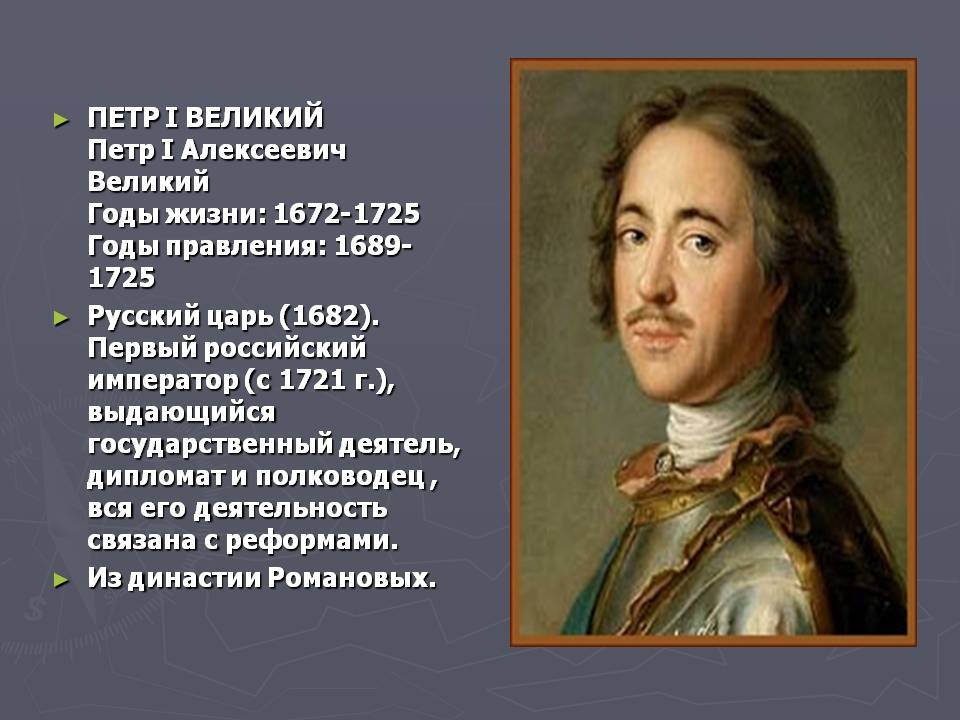 ► ПЕТР I ВЕЛИКИЙ
Петр I Алексеевич
Великий
Годы жизни: 1672-1725
Годы правления: 1689-
1725
► Русский царь (1682).
Первый российский
император (с 1721 г.),
выдающийся
государственный деятель,
дипломат и полководец ,
вся его деятельность
связана с реформами.
► Из династии Романовых.
S